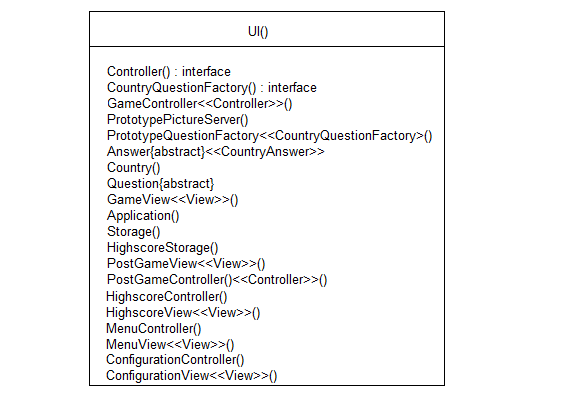 UI()
Controller() : interface
CountryQuestionFactory() : interface
GameController<<Controller>>()
PrototypePictureServer()
PrototypeQuestionFactory<<CountryQuestionFactory>()
Answer{abstract}<<CountryAnswer>>
Country()
Question{abstract}
GameView<<View>>()
Application()
Storage()
HighscoreStorage()
PostGameView<<View>>()
PostGameController()<<Controller>>()
HighscoreController()
HighscoreView<<View>>()
MenuController()
MenuView<<View>>()
ConfigurationController()
ConfigurationView<<View>>()